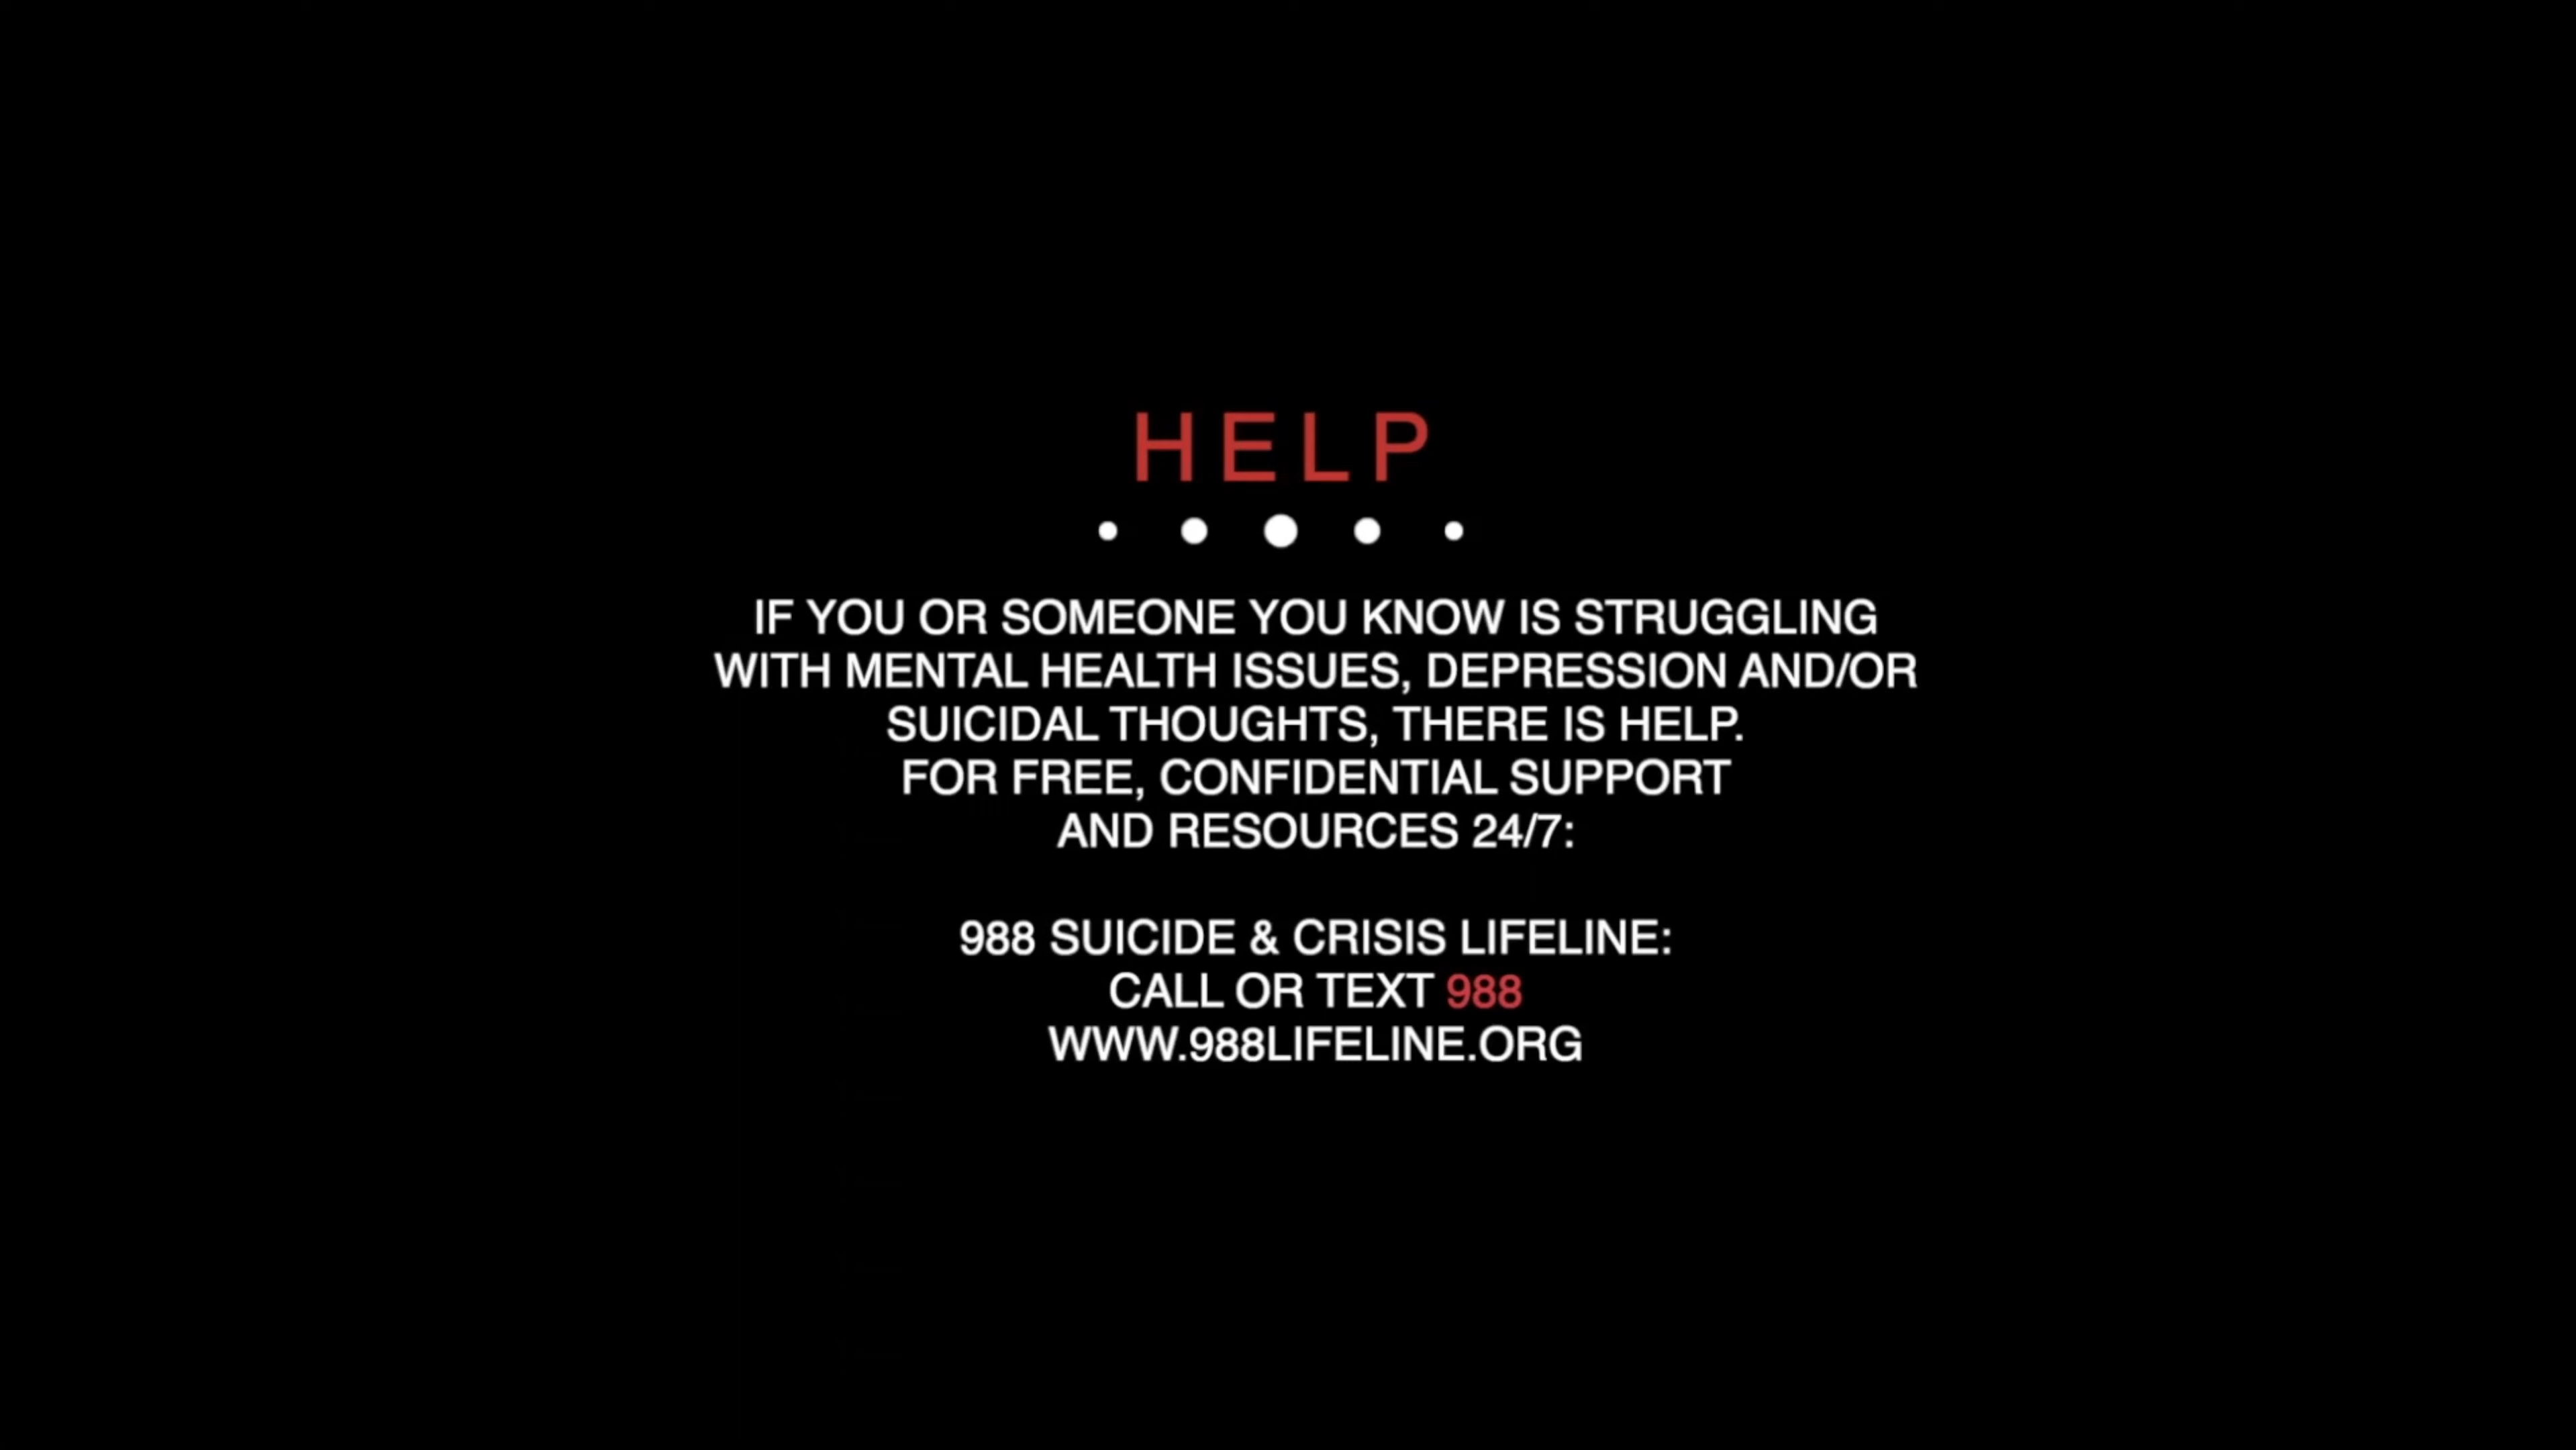 HELP
IF YOU OR SOMEONE YOU KNOW IS STRUGGLING
WITH MENTAL HEALTH ISSUES, DEPRESSION AND/OR
SUICIDAL THOUGHTS, THERE IS HELP.
FOR FREE, CONFIDENTIAL SUPPORT
AND RESOURCES 24/7:
988 SUICIDE & CRISIS LIFELINE:
CALL OR TEXT 988
WWW.988LIFELINE.ORG